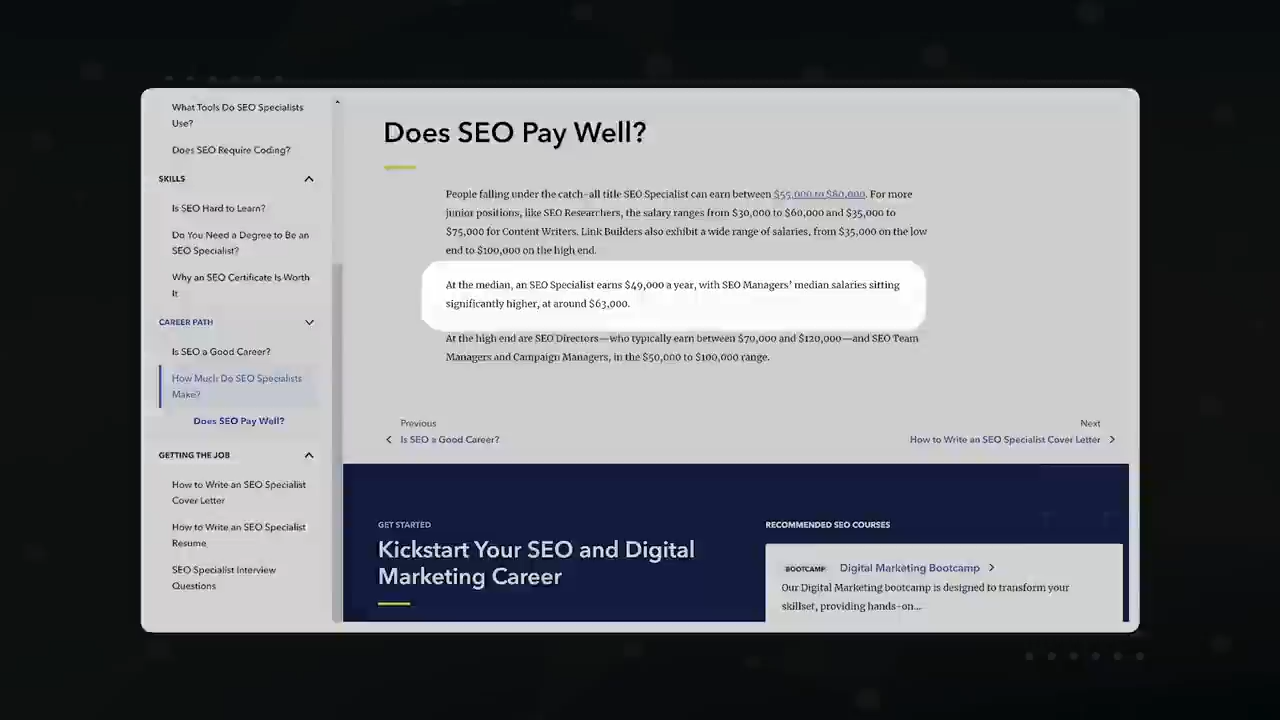 What Tools Do SEO Specialists
Use?
Does SEO Require Coding?
SKILLS
Is SEO Hard to Learn?
Do You Need a Degree to Be an
SEO Specialist?
Why an SEO Certificate Is Worth
It
CAREER PATH
Is SEO a Good Career?
How Much Do SEO Specialists
Make?
Does SEO Pay Well?
GETTING THE JOB
How to Write an SEO Specialist
Cover Letter
How to Write an SEO Specialist
Resume
SEO Specialist Interview
Questions
Does SEO Pay Well?
People falling under the catch-all title SEO Specialist can earn between $55,000 to $80,000. For more
junior positions, like SEO Researchers, the salary ranges from $30,000 to $60,000 and $35,000 to
$75,000 for Content Writers. Link Builders also exhibit a wide range of salaries, from $35,000 on the low
end to $100,000 on the high end.
At the median, an SEO Specialist earns $49,000 a year, with SEO Managers' median salaries sitting
significantly higher, at around $63,000.
At the high end are SEO Directors—who typically earn between $70,000 and $120,000—and SEO Team
Managers and Campaign Managers, in the $50,000 to $100,000 range.
Previous
Is SEO a Good Career?
Next
How to Write an SEO Specialist Cover Letter
GET STARTED
Kickstart Your SEO and Digital
Marketing Career
RECOMMENDED SEO COURSES
BOOTCAMP Digital Marketing Bootcamp
Our Digital Marketing bootcamp is designed to transform your
skillset, providing hands-on...